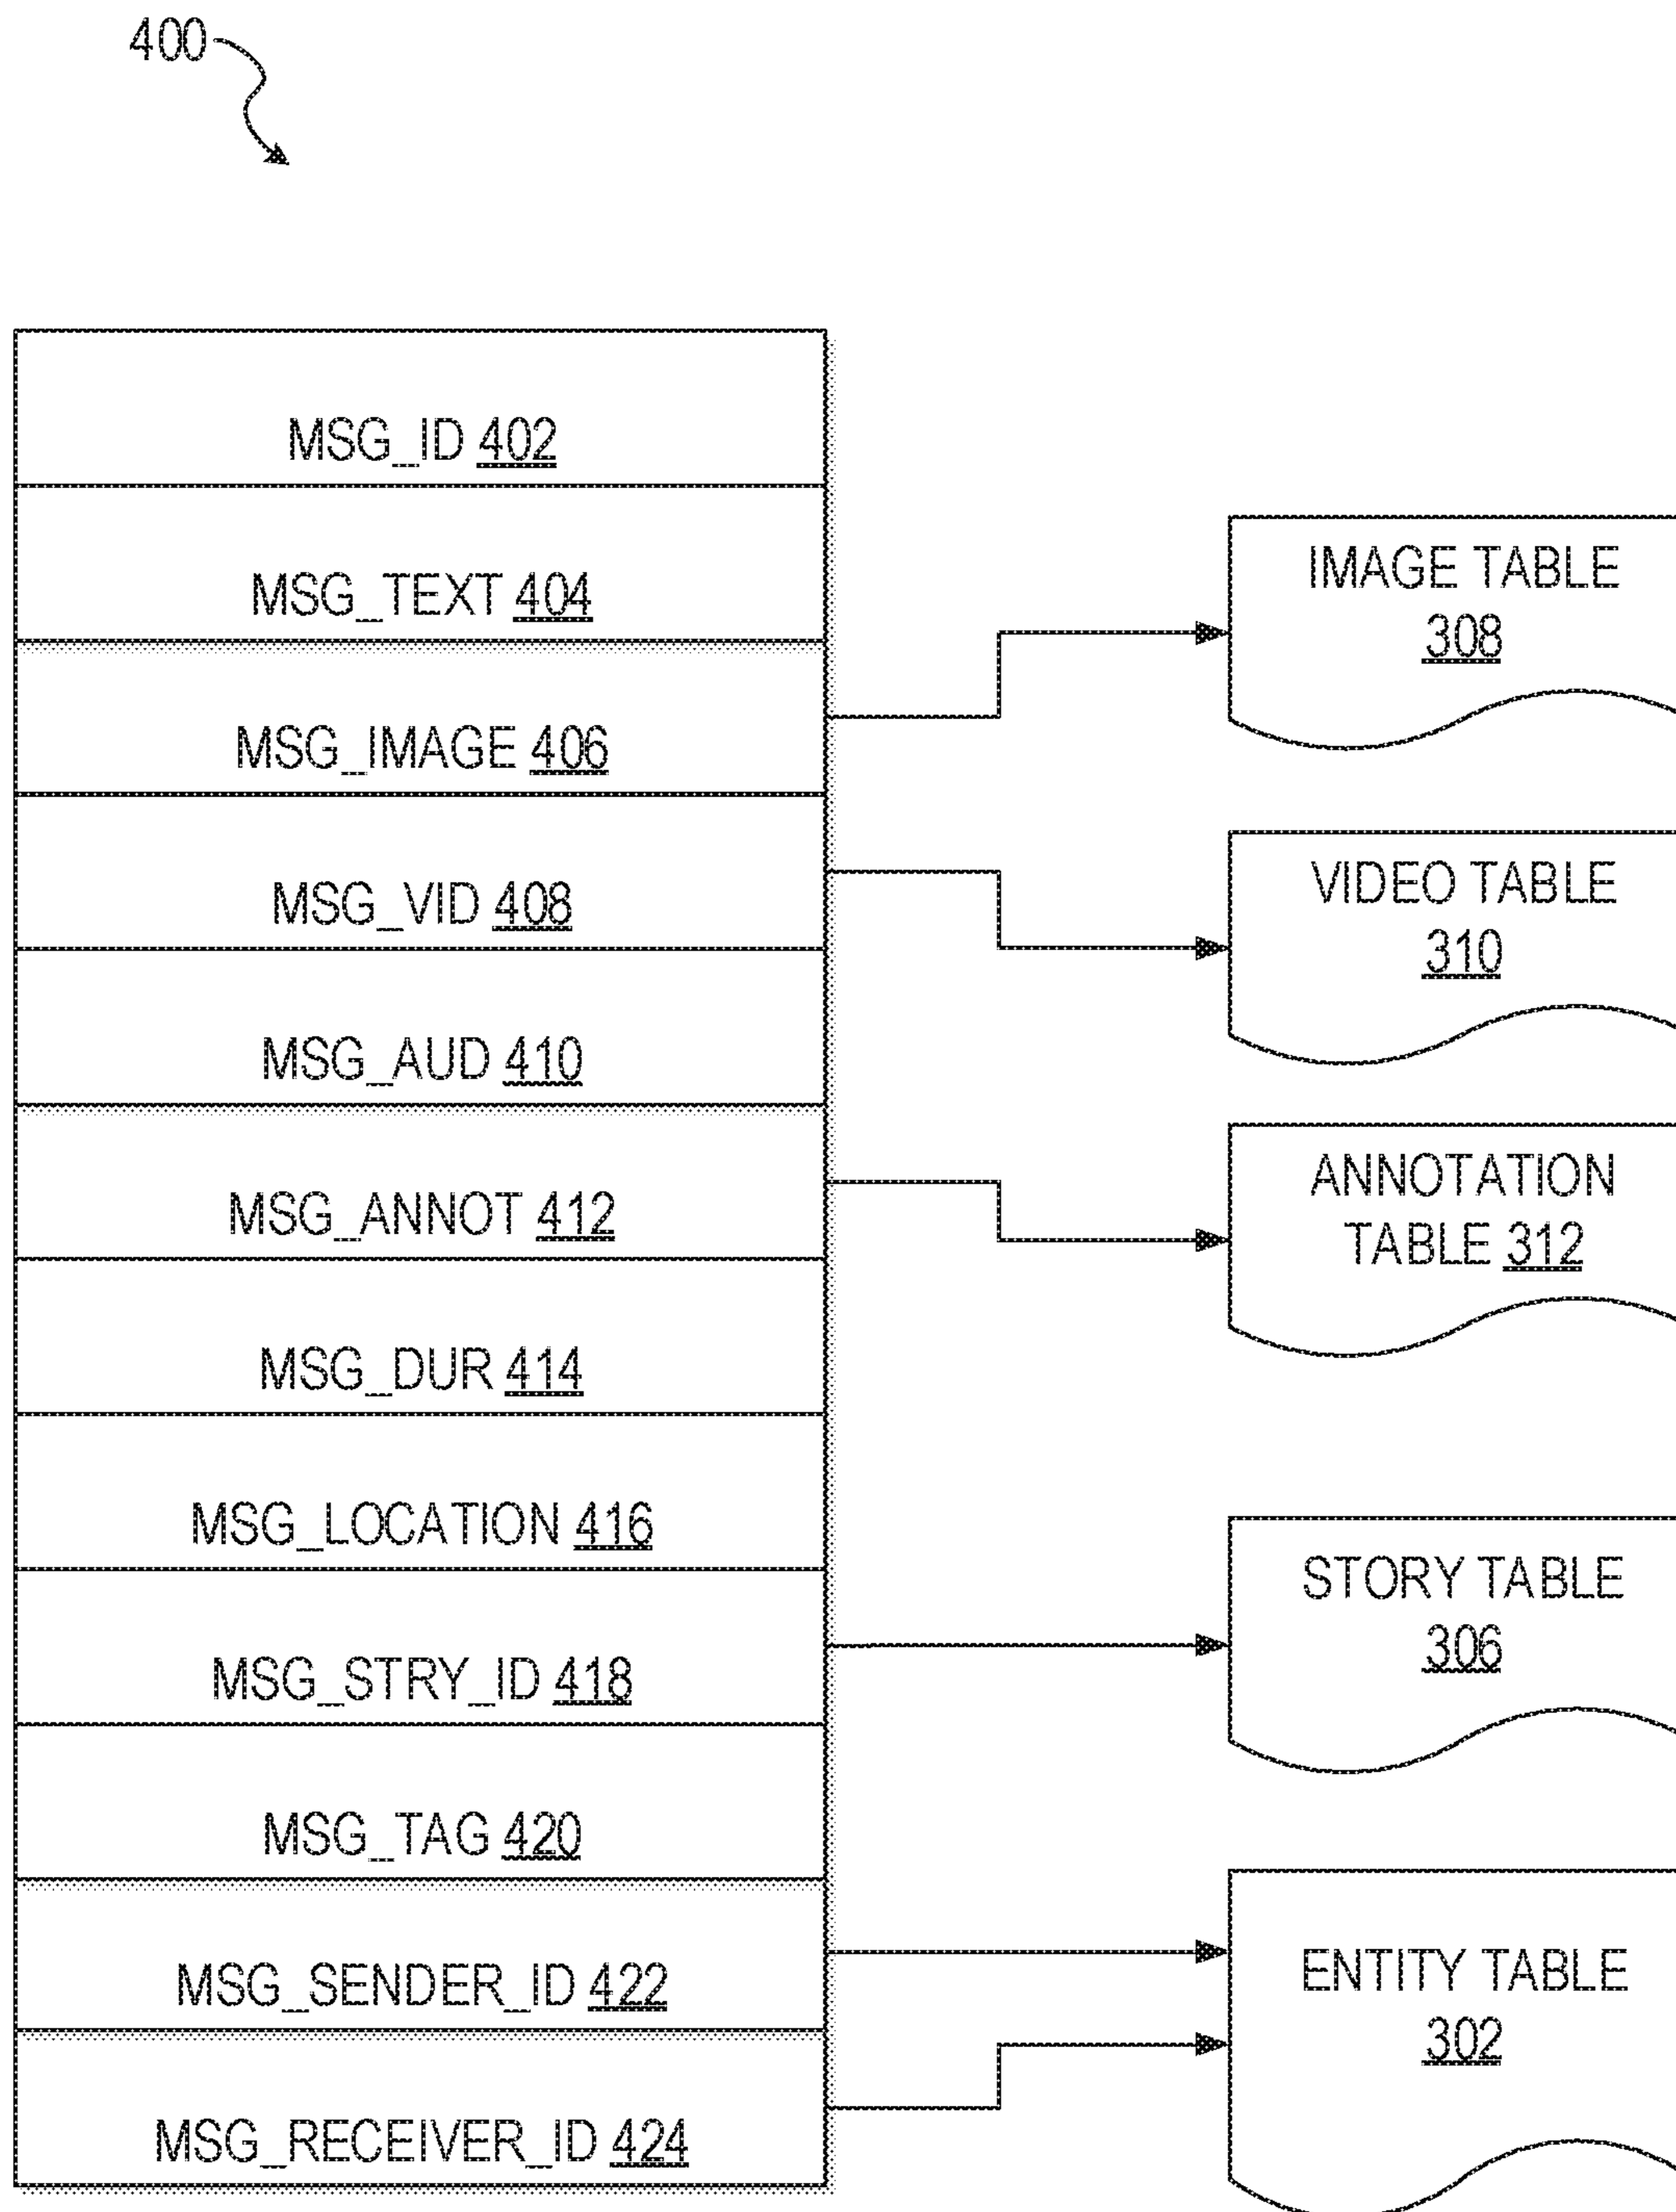 400
MSG_ID 402
MSG_TEXT 404
MSG_IMAGE 406
MSG_VID 408
MSG_AUD 410
MSG_ANNOT 412
MSG_DUR 414
MSG_LOCATION 416
MSG_STRY_ID 418
MSG_TAG 420
MSG_SENDER_ID 422
MSG_RECEIVER_ID 424
IMAGE TABLE
308
VIDEO TABLE
310
ANNOTATION
TABLE 312
STORY TABLE
306
ENTITY TABLE
302